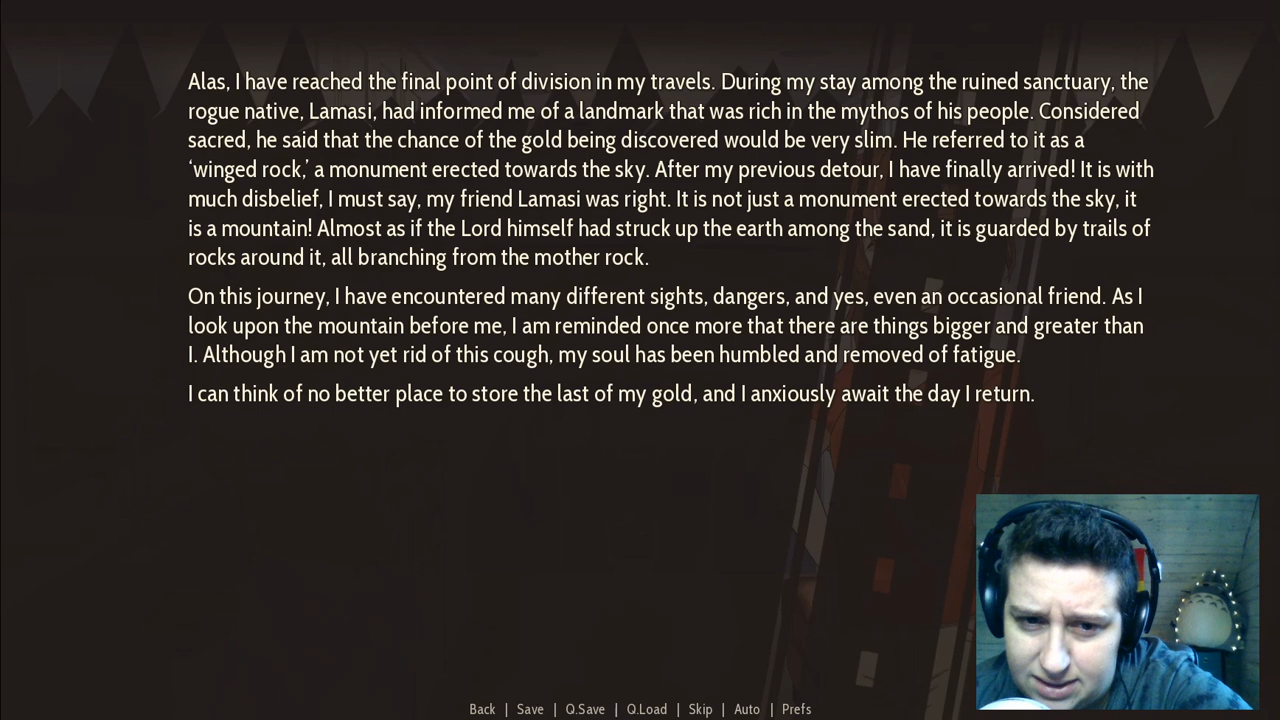 Alas, I have reached the final point of division in my travels. During my stay among the ruined sanctuary, the
rogue native, Lamasi, had informed me of a landmark that was rich in the mythos of his people. Considered
sacred, he said that the chance of the gold being discovered would be very slim. He referred to it as a
‘winged rock,’ a monument erected towards the sky. After my previous detour, I have finally arrived! It is with
much disbelief, I must say, my friend Lamasi was right. It is not just a monument erected towards the sky, it
is a mountain! Almost as if the Lord himself had struck up the earth among the sand, it is guarded by trails of
rocks around it, all branching from the mother rock.
On this journey, I have encountered many different sights, dangers, and yes, even an occasional friend. As I
look upon the mountain before me, I am reminded once more that there are things bigger and greater than
I. Although I am not yet rid of this cough, my soul has been humbled and removed of fatigue.
I can think of no better place to store the last of my gold, and I anxiously await the day I return.
Back | Save | Q.Save | Q.Load | Skip | Auto | Prefs